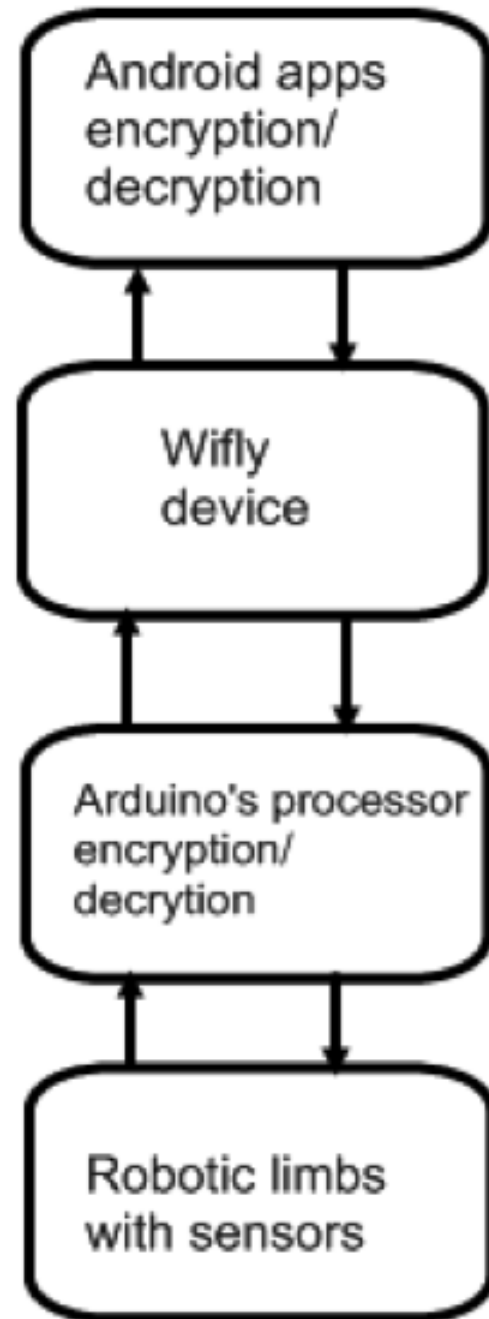 Android apps
encryption/
decryption
Wifly
device
Arduino's processor
encryption/
decrytion
Robotic limbs
with sensors